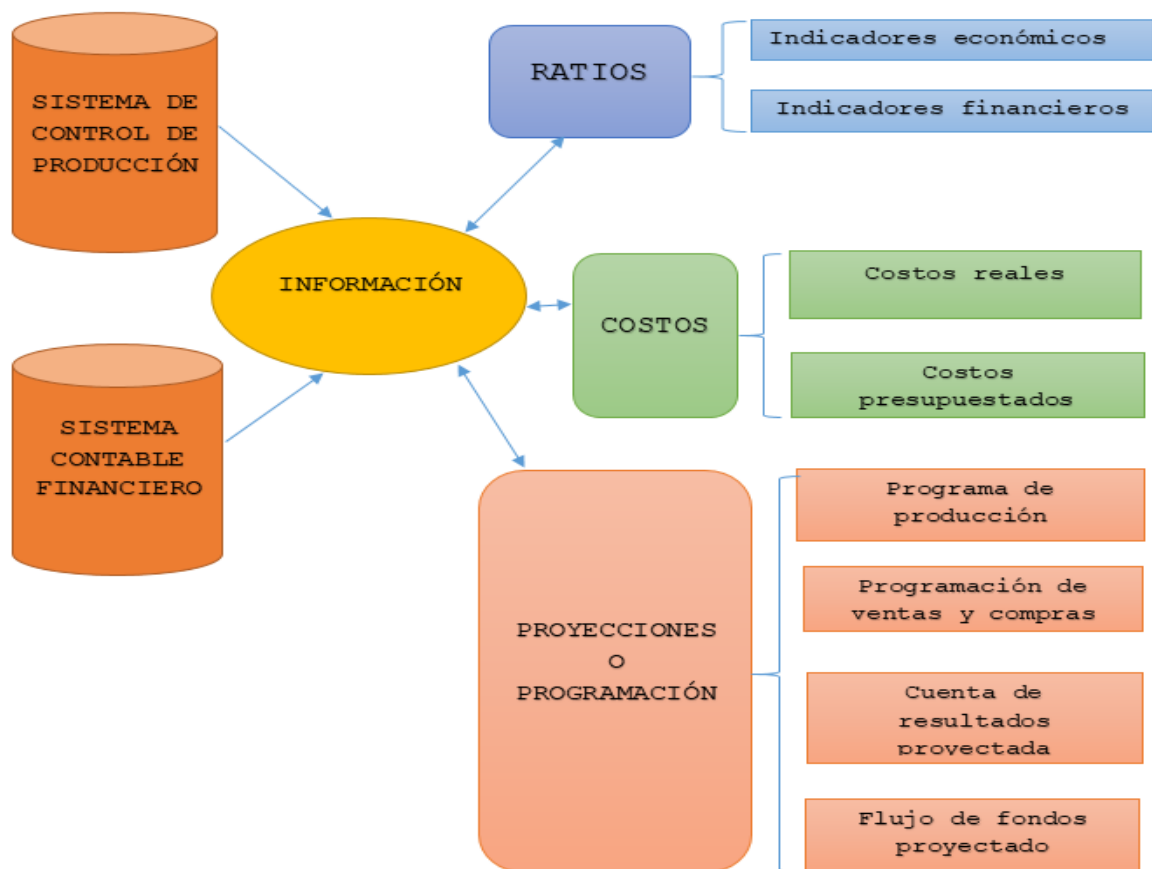 SISTEMA DE
CONTROL DE
PRODUCCIÓN
RATIOS
Indicadores económicos
Indicadores financieros
INFORMACIÓN
COSTOS
Costos reales
Costos
presupuestados
SISTEMA
CONTABLE
FINANCIERO
PROYECCIONES
O
PROGRAMACIÓN
Programa de
producción
Programación de
ventas y compras
Cuenta de
resultados
proyectada
Flujo de fondos
proyectado